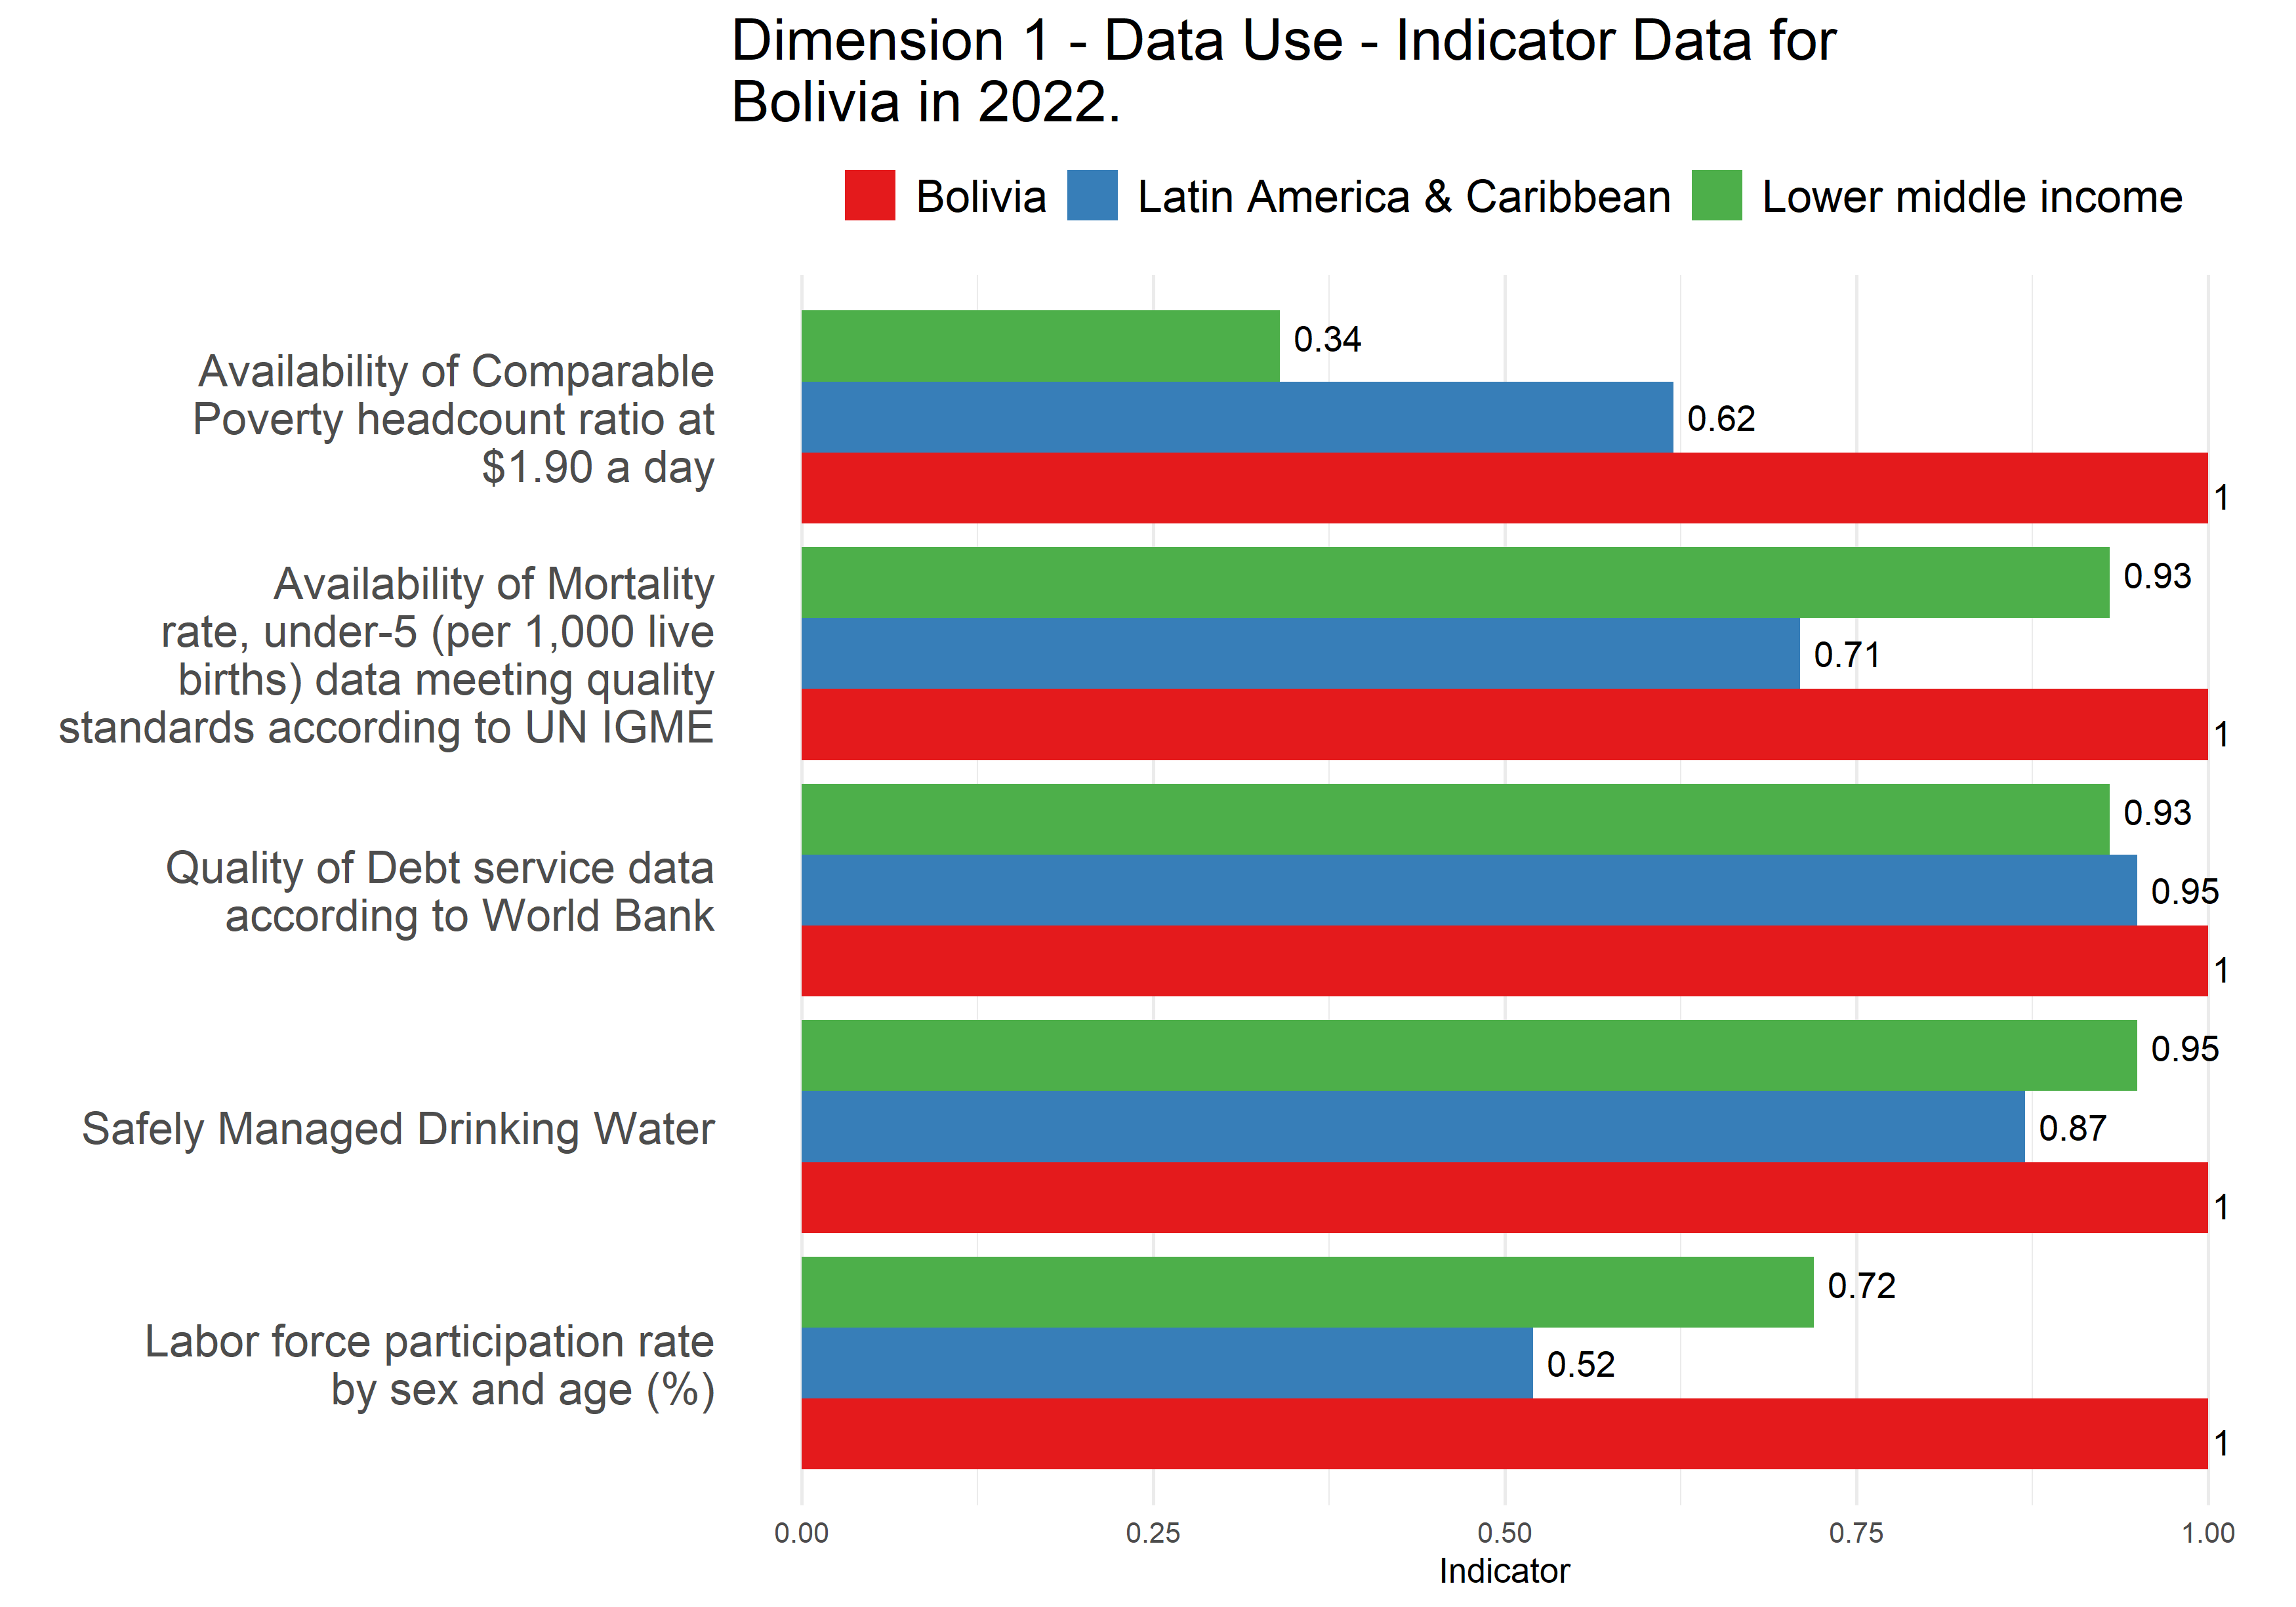 Dimension 1 - Data Use - Indicator Data for
Bolivia in 2022.
Bolivia Latin America & Caribbean Lower middle income
Availability of Comparable
Poverty headcount ratio at
$1.90 a day
0.34
0.62
1
Availability of Mortality
rate, under-5 (per 1,000 live
births) data meeting quality
standards according to UN IGME
0.93
0.71
1
Quality of Debt service data
according to World Bank
0.93
0.95
1
Safely Managed Drinking Water
0.95
0.87
1
Labor force participation rate
by sex and age (%)
0.72
0.52
1
0.00 0.25 0.50 0.75 1.00
Indicator